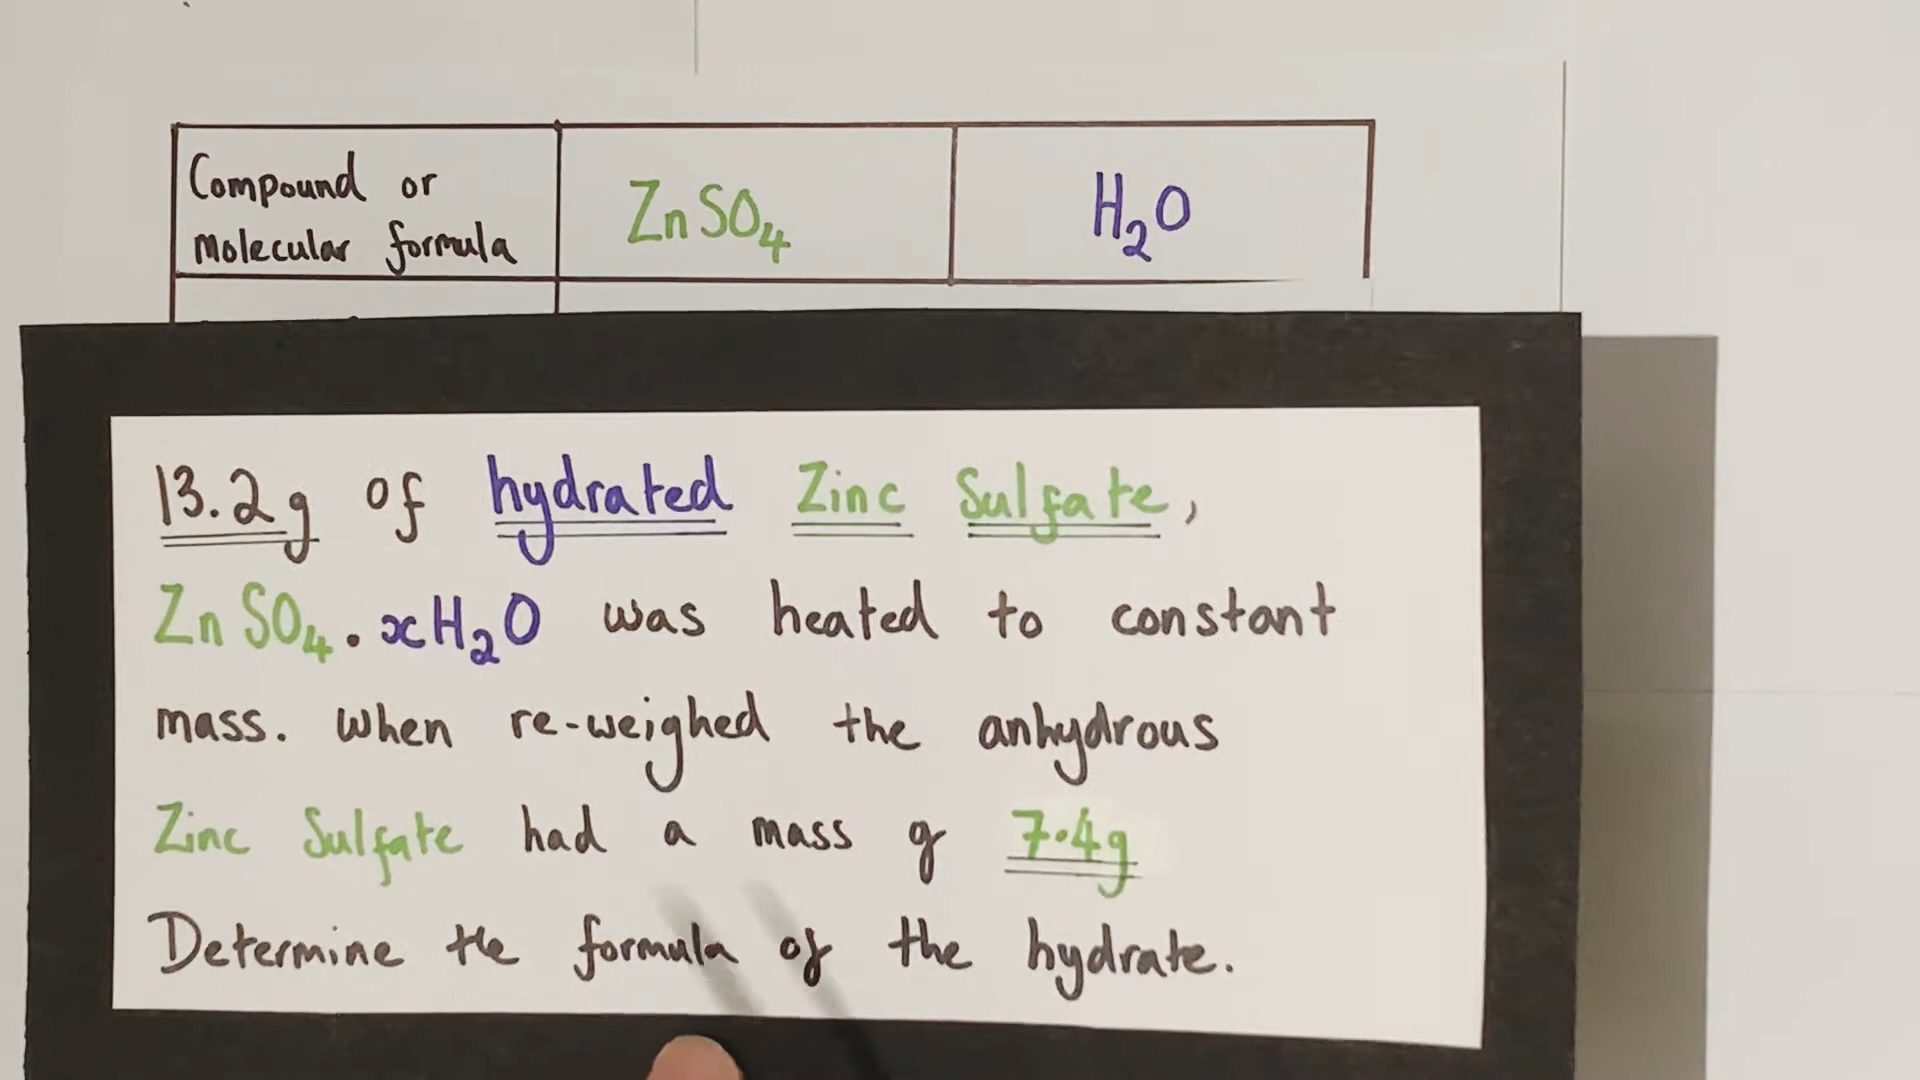 Compound or
molecular formula
ZnSO₄
H₂O
13.2g of hydrated Zinc Sulfate,
ZnSO₄.xH₂O was heated to constant
mass. When re-weighed the anhydrous
Zinc Sulfate had a mass of 7.4g
Determine the formula of the hydrate.